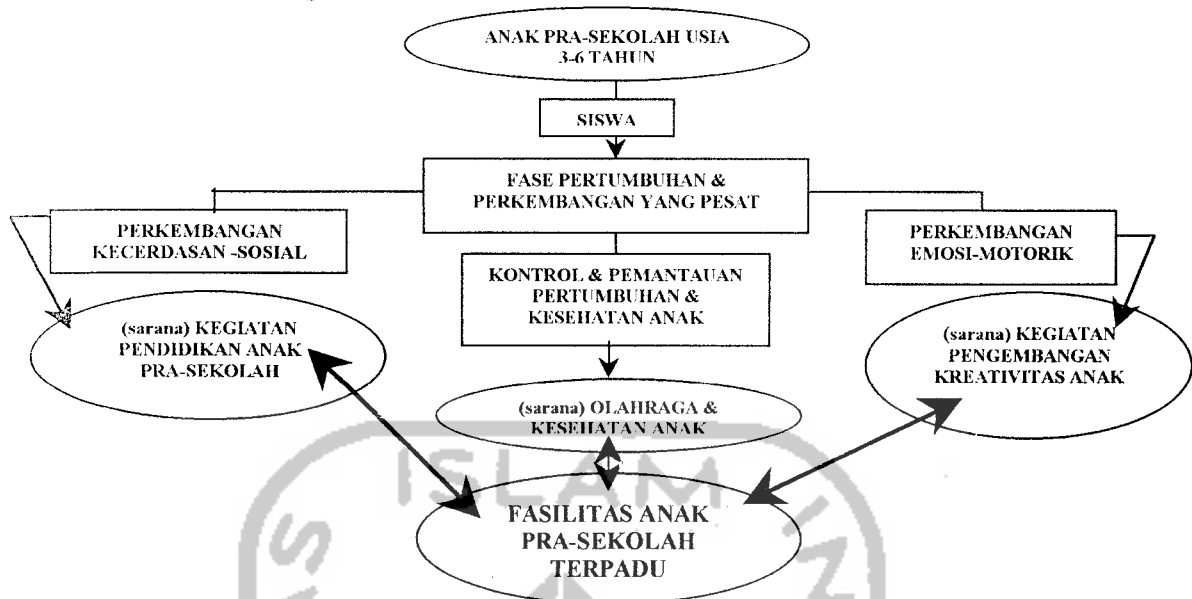 ANAK PRA-SEKOLAH USIA
3-6 TAHUN
SISWA
FASE PERTUMBUHAN &
PERKEMBANGAN YANG PESAT
PERKEMBANGAN
KECERDASAN -SOSIAL
KONTROL & PEMANTAUAN
PERTUMBUHAN &
KESEHATAN ANAK
PERKEMBANGAN
EMOSI-MOTORIK
(sarana) KEGIATAN
PENDIDIKAN ANAK
PRA-SEKOLAH
(sarana) OLAHRAGA &
KESEHATAN ANAK
(sarana) KEGIATAN
PENGEMBANGAN
KREATIVITAS ANAK
FASILITAS ANAK
PRA-SEKOLAH
TERPADU
ISLAM